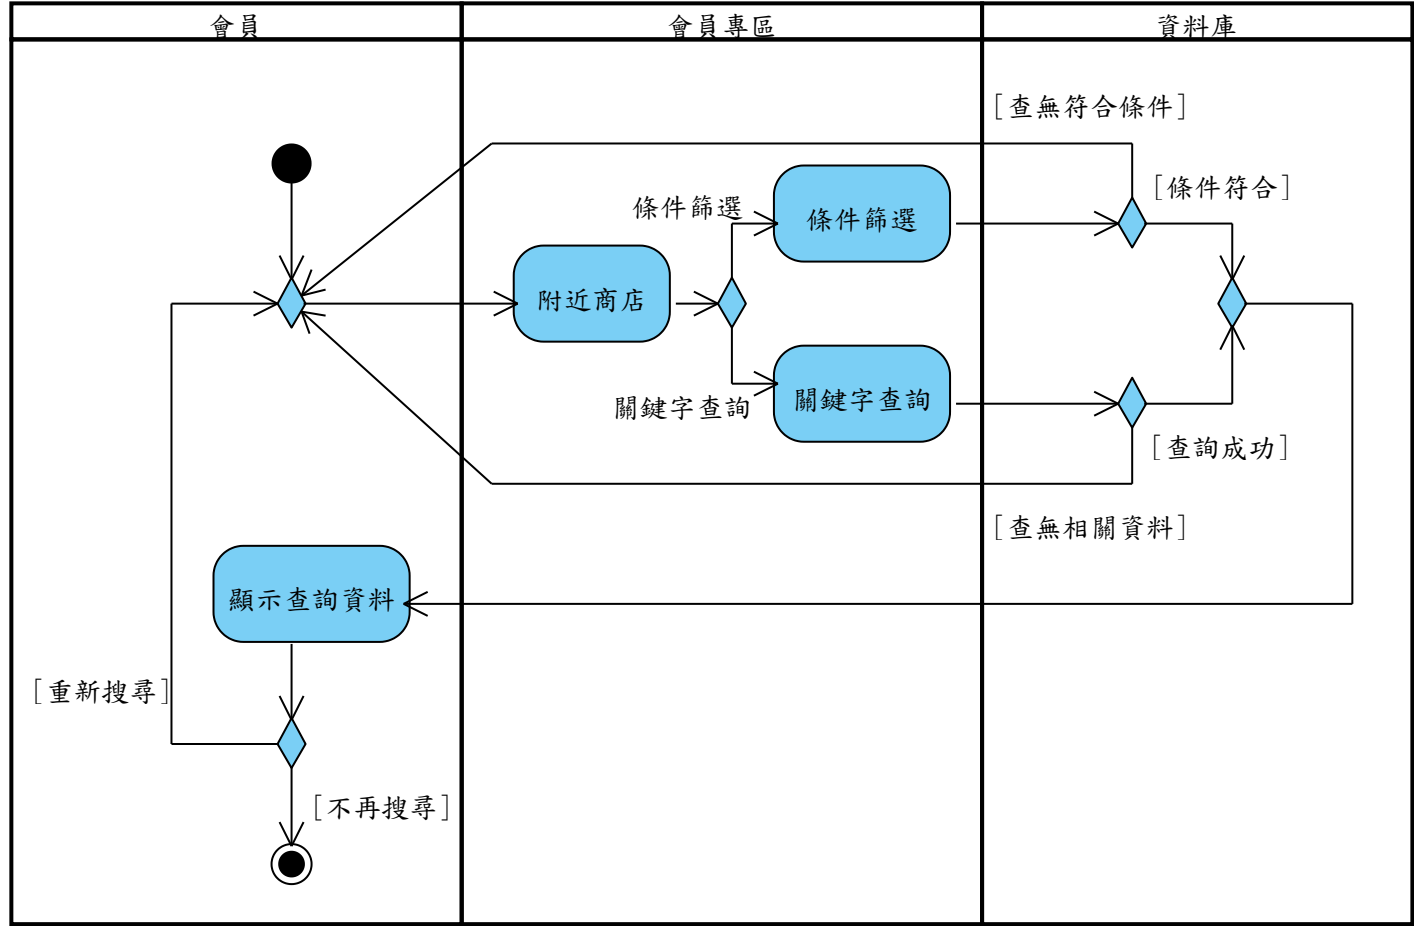 會員
會員專區
資料庫
[查無符合條件]
[條件符合]
條件篩選
條件篩選
附近商店
關鍵字查詢
關鍵字查詢
[查詢成功]
[查無相關資料]
顯示查詢資料
[重新搜尋]
[不再搜尋]